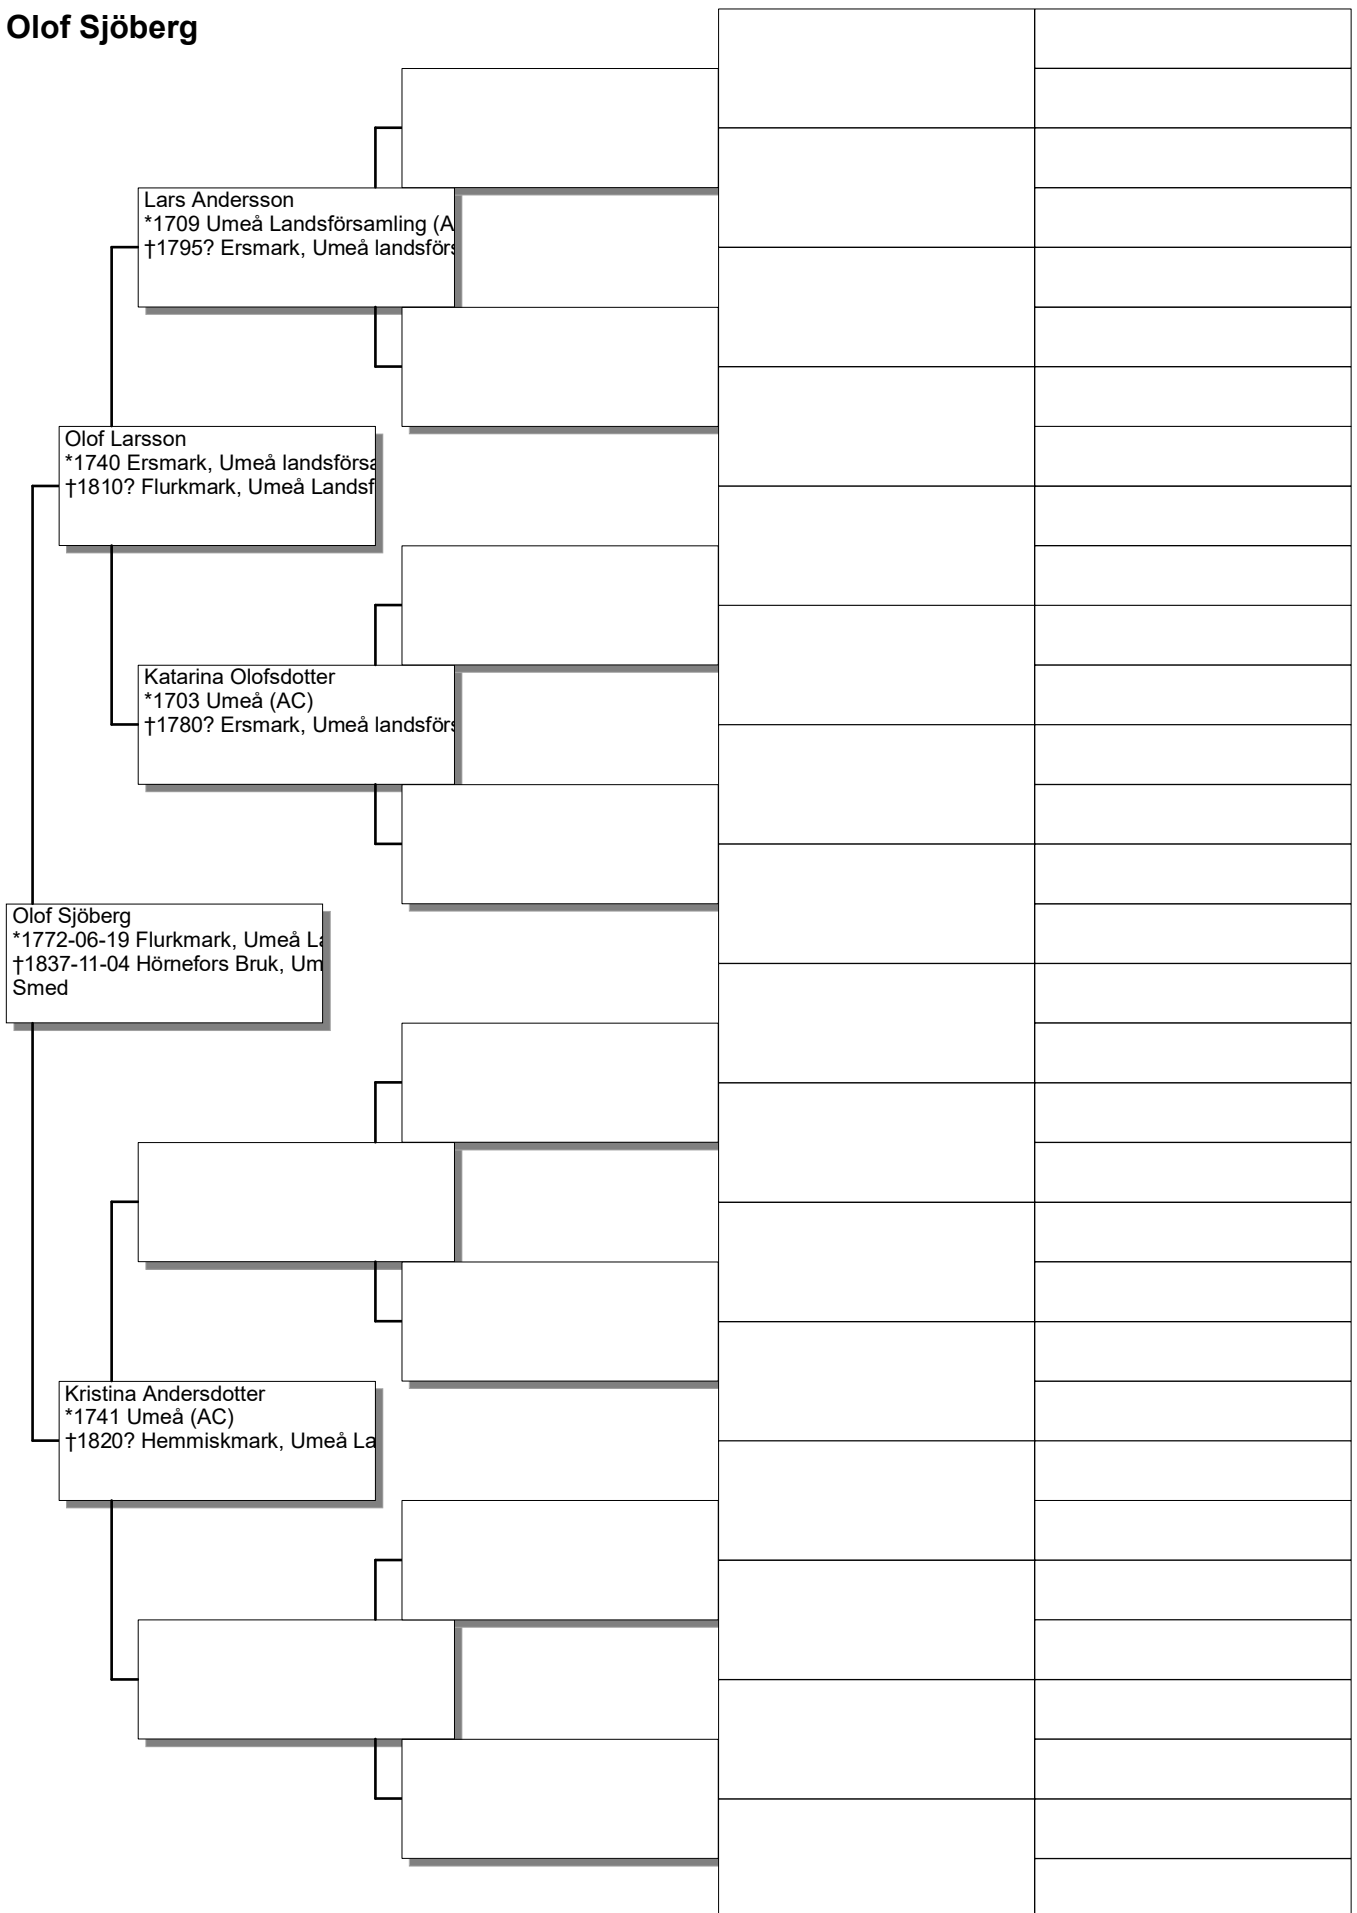 Olof Sjöberg
Lars Andersson
*1709 Umeå Landsförsamling (A
†1795? Ersmark, Umeå landsförs
Olof Larsson
*1740 Ersmark, Umeå landsförsa
†1810? Flurkmark, Umeå Landsf
Katarina Olofsdotter
*1703 Umeå (AC)
†1780? Ersmark, Umeå landsförs
Olof Sjöberg
*1772-06-19 Flurkmark, Umeå La
†1837-11-04 Hörnefors Bruk, Um
Smed
Kristina Andersdotter
*1741 Umeå (AC)
†1820? Hemmiskmark, Umeå La